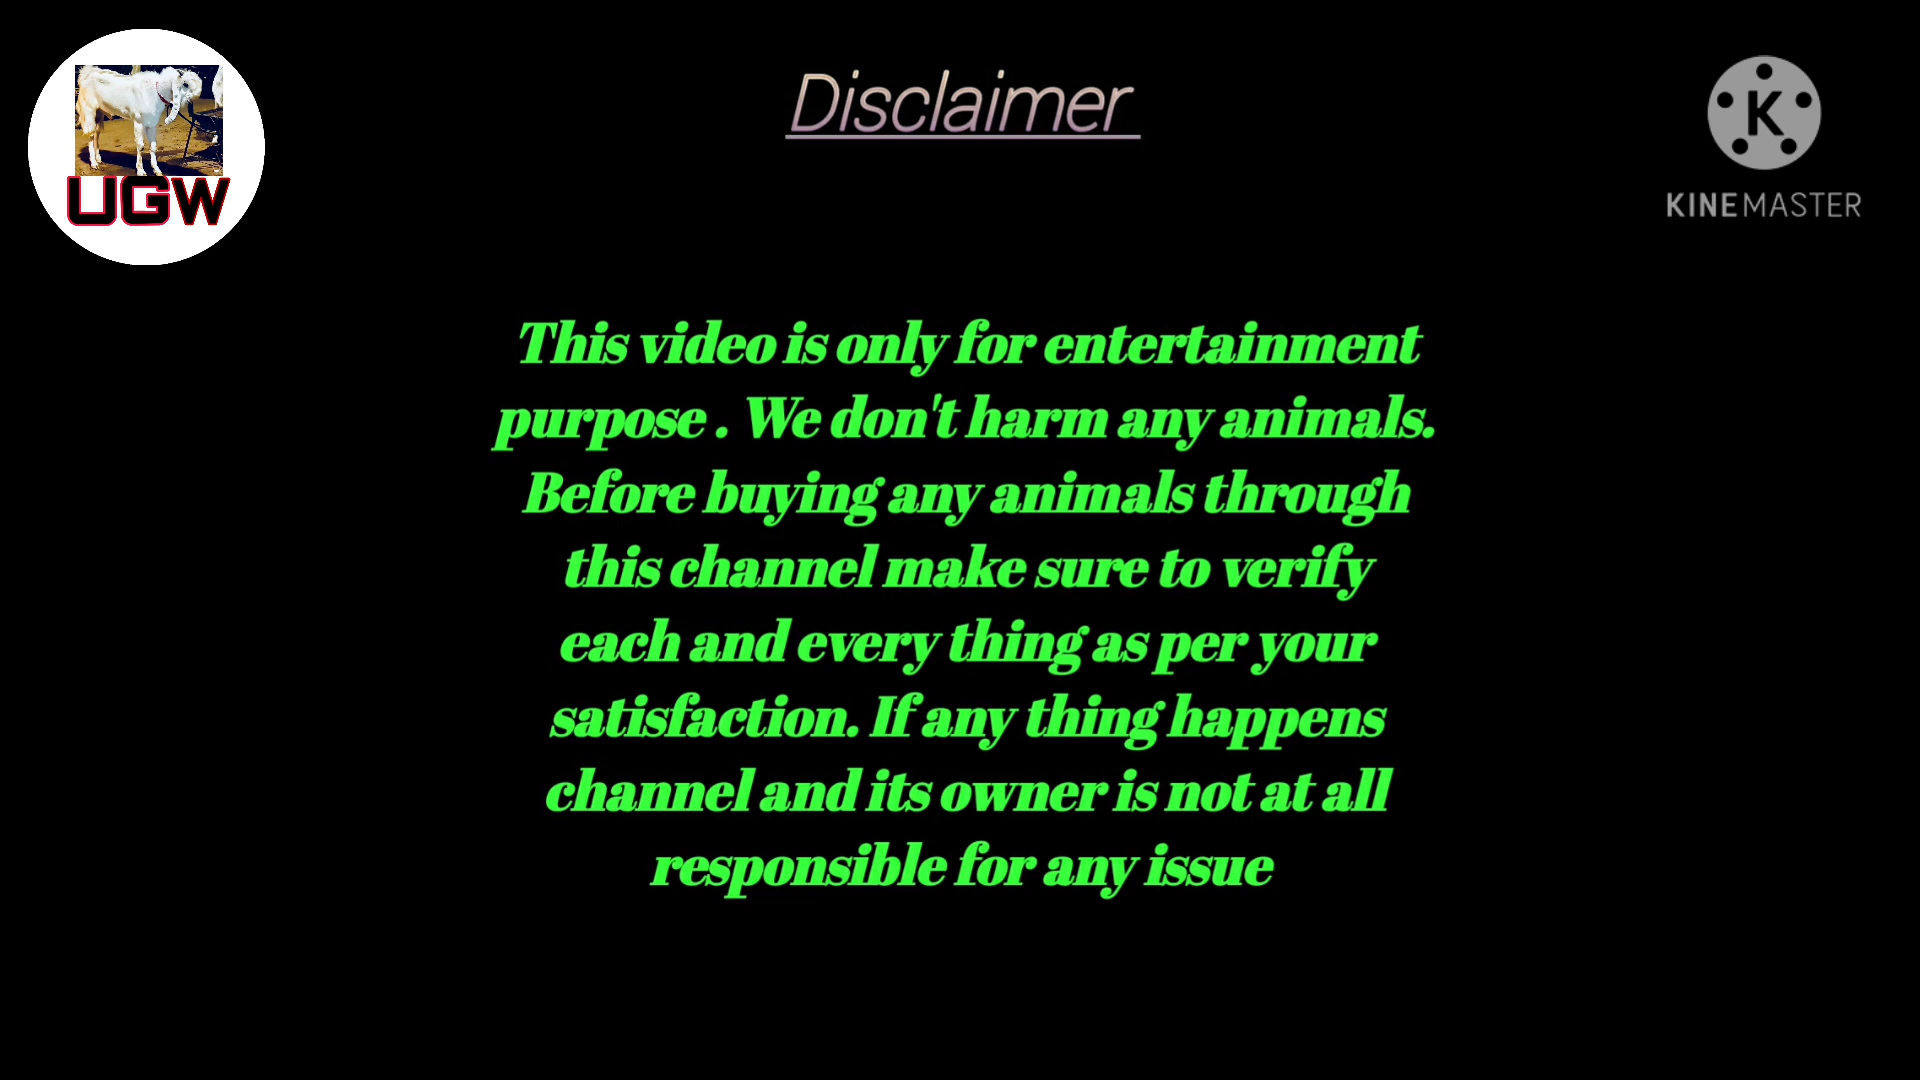 Disclaimer
UGW
KINEMASTER
This video is only for entertainment
purpose . We don't harm any animals.
Before buying any animals through
this channel make sure to verify
each and every thing as per your
satisfaction. If any thing happens
channel and its owner is not at all
responsible for any issue